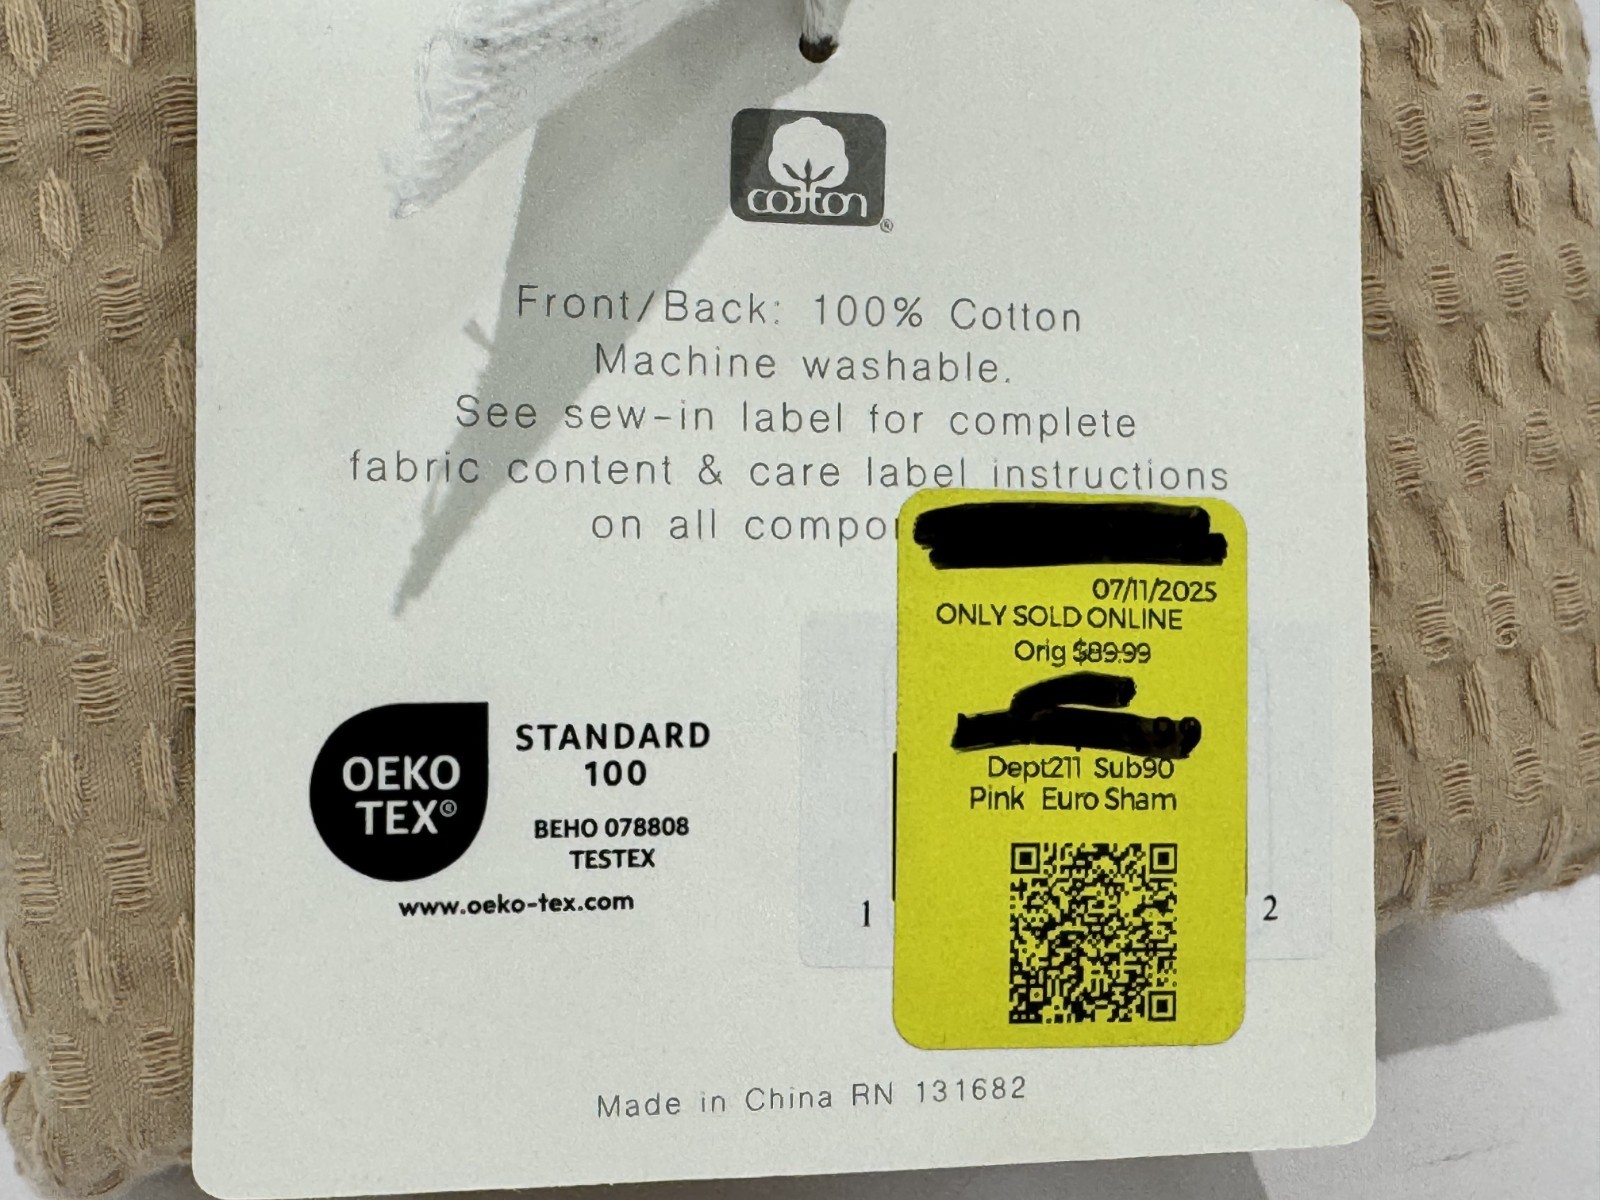 cotton
®
Front/Back: 100% Cotton
Machine washable.
See sew-in label for complete
fabric content & care label instructions
on all compo
07/11/2025
ONLY SOLD ONLINE
Orig $89.99
Dept211 Sub90
Pink Euro Sham
OEKO
TEX®
STANDARD
100
BEHO 078808
TESTEX
www.oeko-tex.com
1
2
Made in China RN 131682